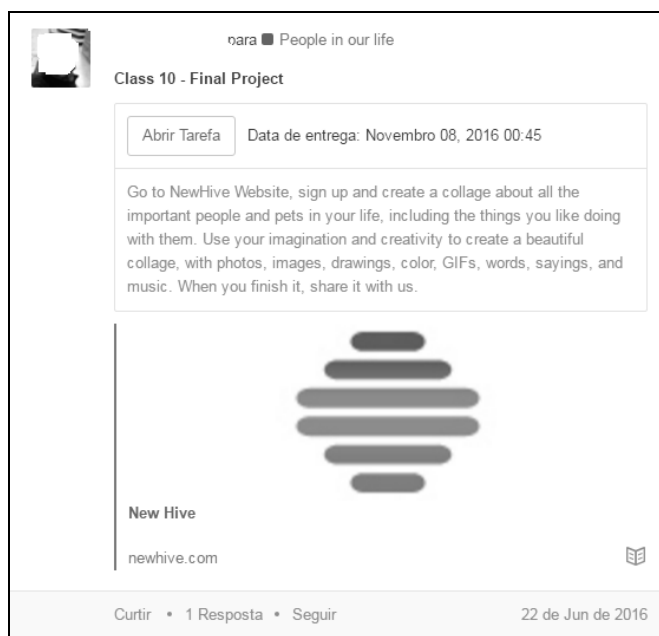 para People in our life
Class 10 - Final Project
Abrir Tarefa Data de entrega: Novembro 08, 2016 00:45
Go to NewHive Website, sign up and create a collage about all the
important people and pets in your life, including the things you like doing
with them. Use your imagination and creativity to create a beautiful
collage, with photos, images, drawings, color, GIFs, words, sayings, and
music. When you finish it, share it with us.
New Hive
newhive.com
Curtir • 1 Resposta • Seguir 22 de Jun de 2016